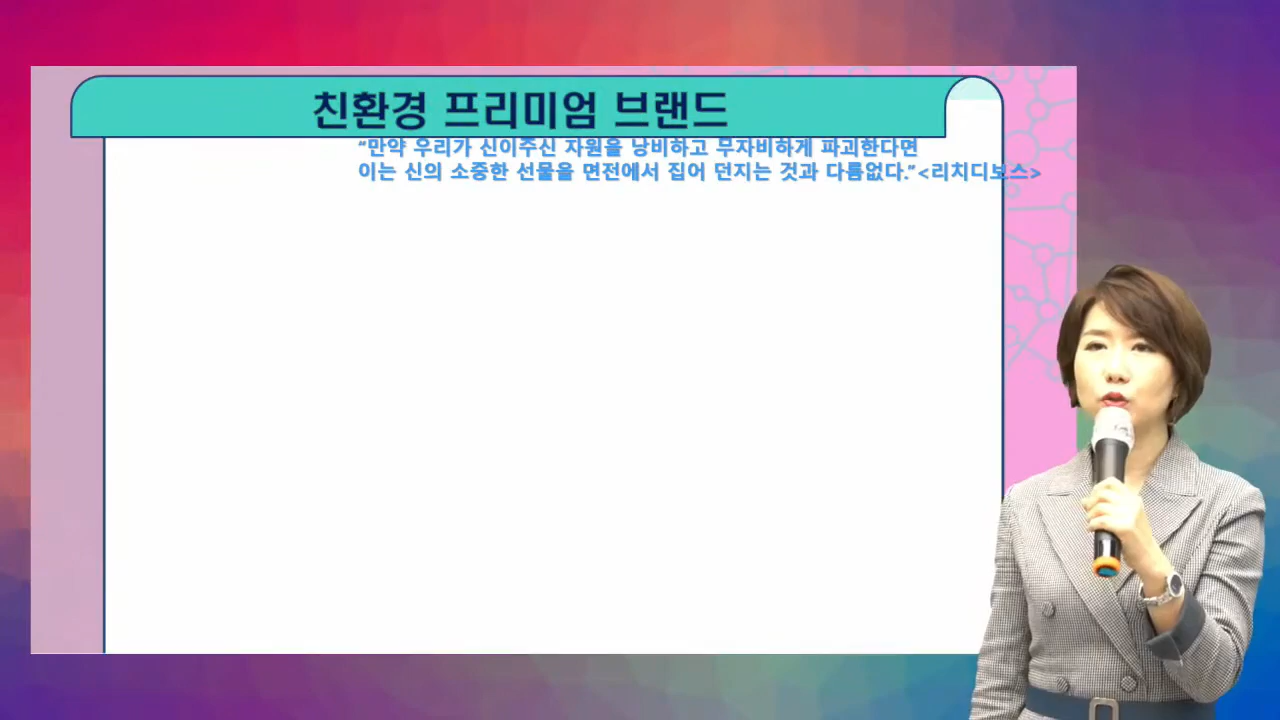 친환경 프리미엄 브랜드
“만약 우리가 신이주신 자원을 낭비하고 무자비하게 파괴한다면
이는 신의 소중한 선물을 면전에서 집어 던지는 것과 다름없다.”<리치디보스>